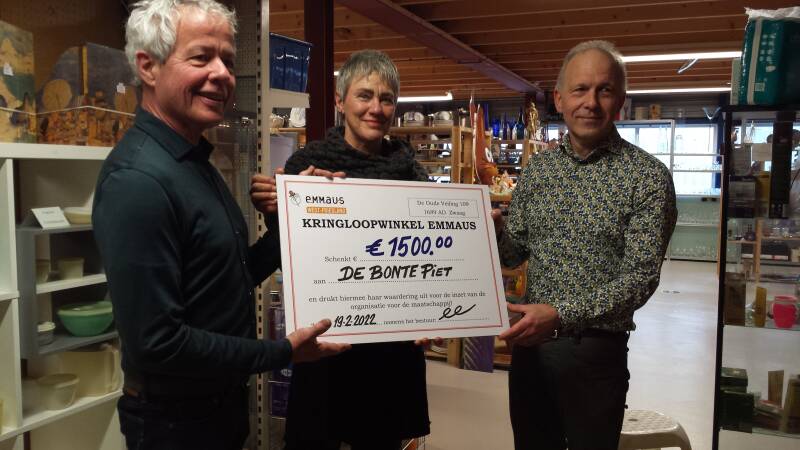 emmaus
WEST-FRIESLAND
De Oude Veiling 109
1689 AD. Zwaag
KRINGLOOPWINKEL EMMAUS
Schenkt € € 1500,00
aan DE BONTE PIET
en drukt hiermee haar waardering uit voor de inzet van de
organisatie voor de maatschappij!
19-2-2022 namens het bestuur: ee